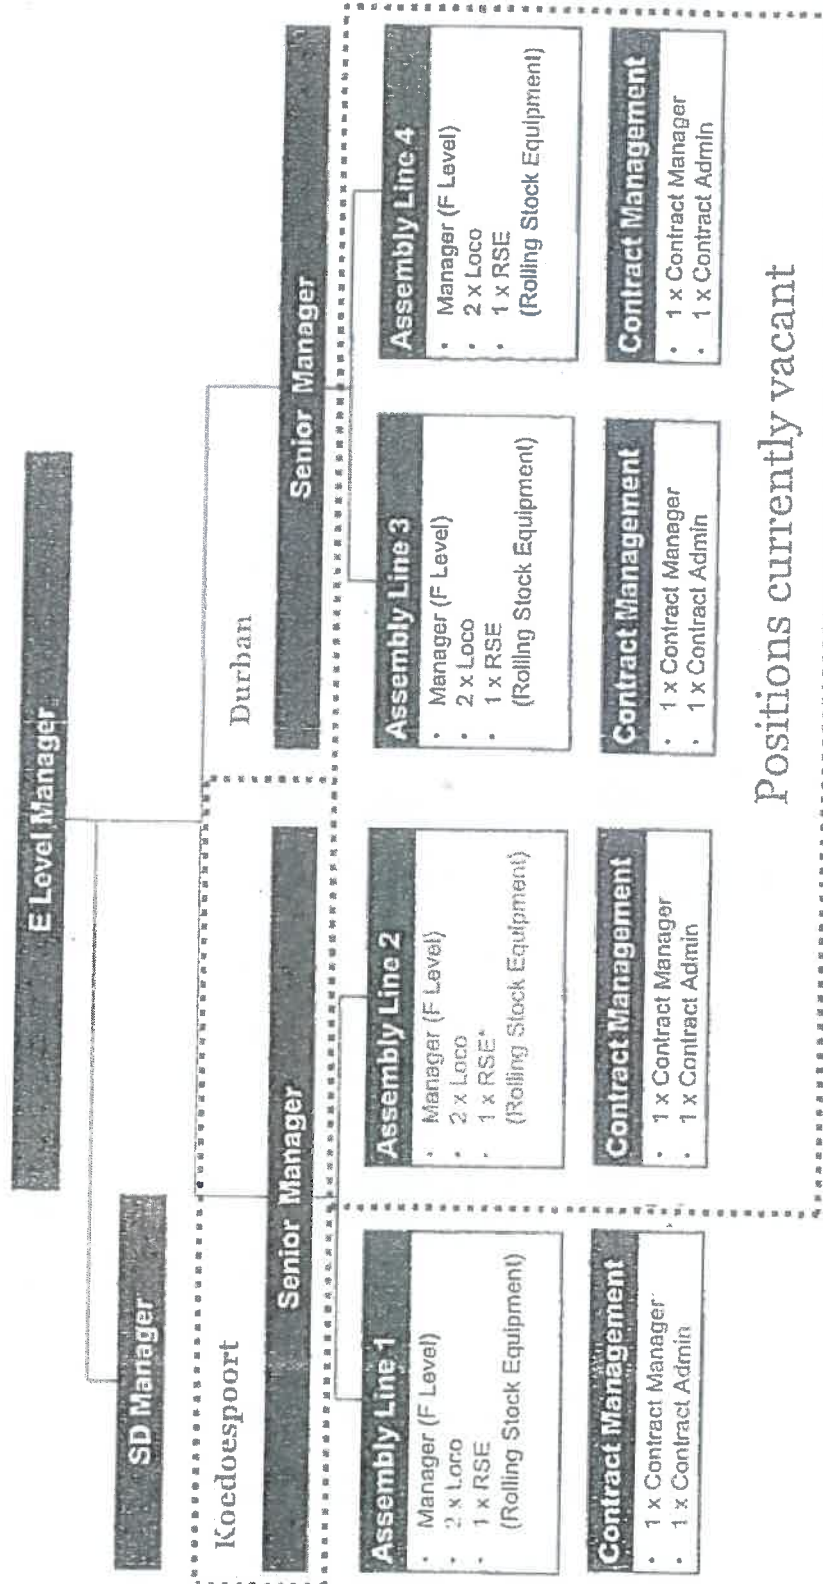 E Level Manager
SD Manager
Koedoespoort
Durban
Senior Manager
Senior Manager
Assembly Line 1
• Manager (F Level)
• 2 x Loco
• 1 x RSE
(Rolling Stock Equipment)
Assembly Line 2
• Manager (F Level)
• 2 x Loco
• 1 x RSE*
(Rolling Stock Equipment)
Assembly Line 3
• Manager (F Level)
• 2 x Loco
• 1 x RSE
(Rolling Stock Equipment)
Assembly Line 4
• Manager (F Level)
• 2 x Loco
• 1 x RSE
(Rolling Stock Equipment)
Contract Management
• 1 x Contract Manager
• 1 x Contract Admin
Contract Management
• 1 x Contract Manager
• 1 x Contract Admin
Contract Management
• 1 x Contract Manager
• 1 x Contract Admin
Contract Management
• 1 x Contract Manager
• 1 x Contract Admin
Positions currently vacant